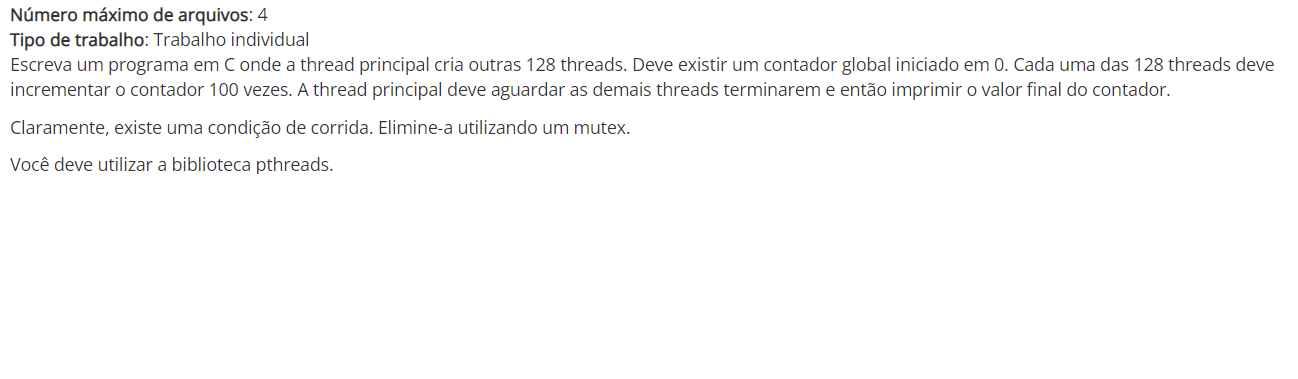 Número máximo de arquivos: 4
Tipo de trabalho: Trabalho individual
Escreva um programa em C onde a thread principal cria outras 128 threads. Deve existir um contador global iniciado em 0. Cada uma das 128 threads deve
incrementar o contador 100 vezes. A thread principal deve aguardar as demais threads terminarem e então imprimir o valor final do contador.
Claramente, existe uma condição de corrida. Elimine-a utilizando um mutex.
Você deve utilizar a biblioteca pthreads.